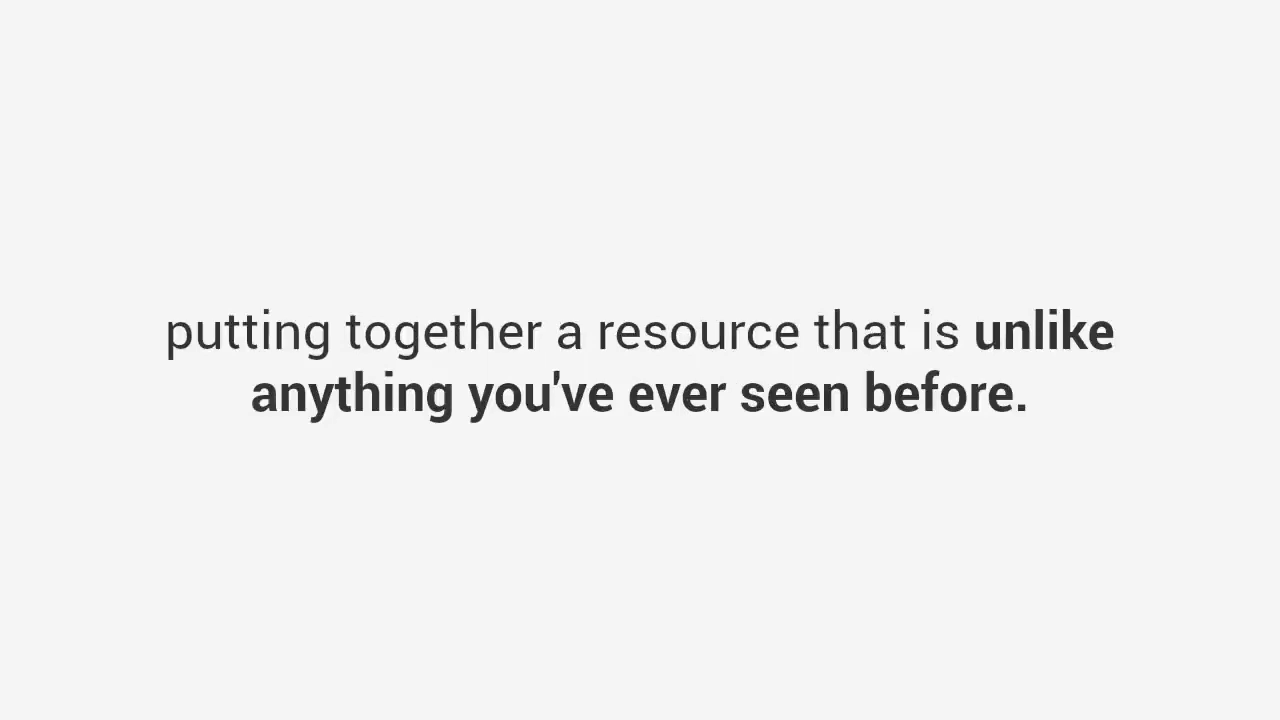 putting together a resource that is unlike
anything you've ever seen before.